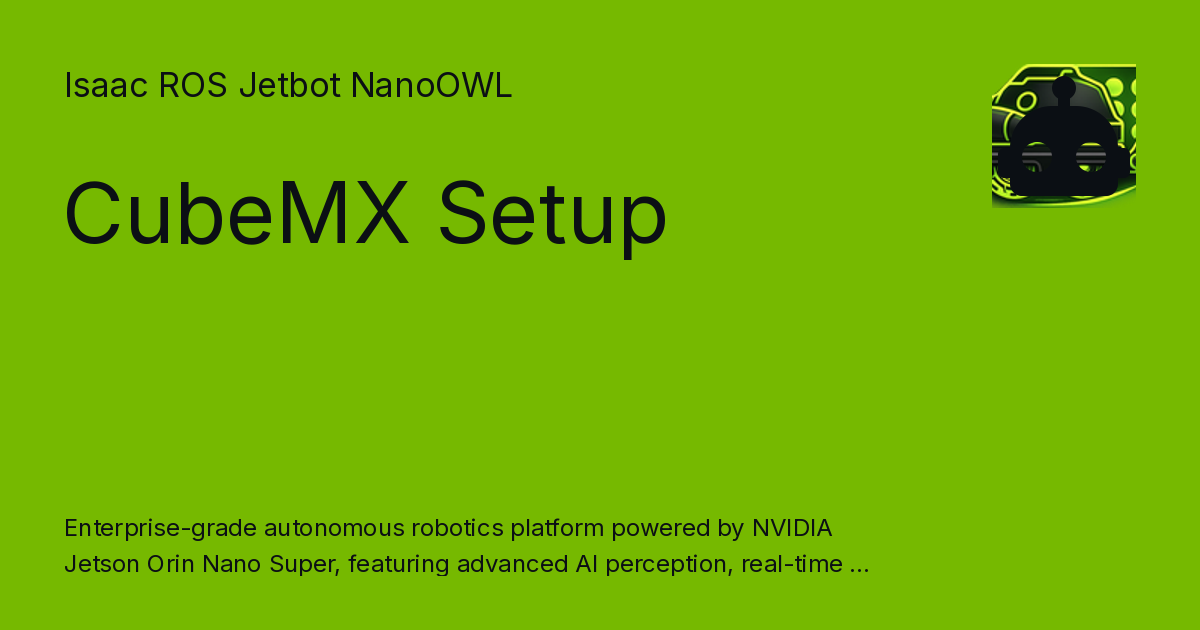 Isaac ROS Jetbot NanoOWL
CubeMX Setup
Enterprise-grade autonomous robotics platform powered by NVIDIA
Jetson Orin Nano Super, featuring advanced AI perception, real-time ...